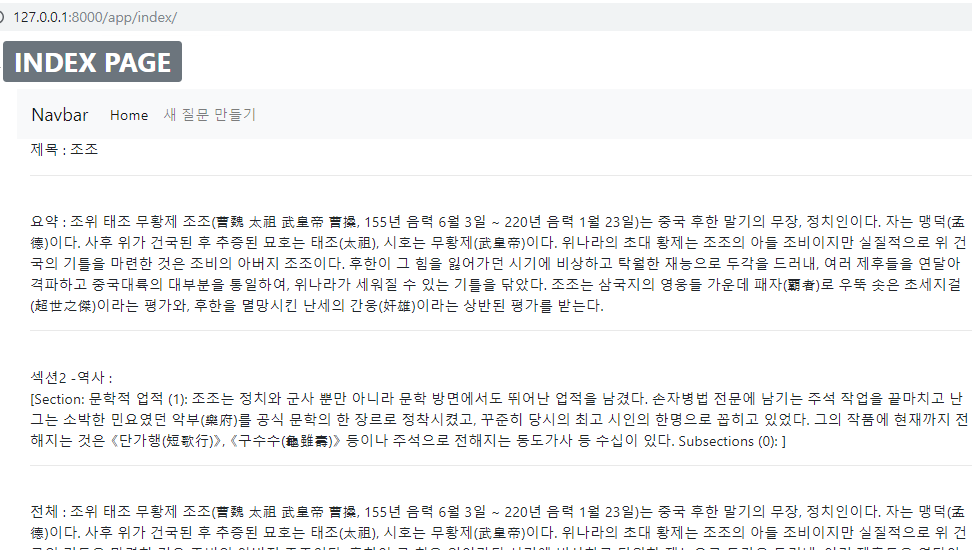 127.0.0.1:8000/app/index/
INDEX PAGE
Navbar Home 새 질문 만들기
제목 : 조조
요약 : 조위 태조 무황제 조조(曹魏 太祖 武皇帝 曹操, 155년 음력 6월 3일 ~ 220년 음력 1월 23일)는 중국 후한 말기의 무장, 정치인이다. 자는 맹덕(孟
德)이다. 사후 위가 건국된 후 추증된 묘호는 태조(太祖), 시호는 무황제(武皇帝)이다. 위나라의 초대 황제는 조조의 아들 조비이지만 실질적으로 위 건
국의 기틀을 마련한 것은 조비의 아버지 조조이다. 후한이 그 힘을 잃어가던 시기에 비상하고 탁월한 재능으로 두각을 드러내, 여러 제후들을 연달아
격파하고 중국대륙의 대부분을 통일하여, 위나라가 세워질 수 있는 기틀을 닦았다. 조조는 삼국지의 영웅들 가운데 패자(覇者)로 우뚝 솟은 초세지걸
(超世之傑)이라는 평가와, 후한을 멸망시킨 난세의 간웅(奸雄)이라는 상반된 평가를 받는다.
섹션2 -역사 :
[Section: 문학적 업적 (1): 조조는 정치와 군사 뿐만 아니라 문학 방면에서도 뛰어난 업적을 남겼다. 손자병법 전문에 남기는 주석 작업을 끝마치고 난
그는 소박한 민요였던 악부(樂府)를 공식 문학의 한 장르로 정착시켰고, 꾸준히 당시의 최고 시인의 한명으로 꼽히고 있었다. 그의 작품에 현재까지 전
해지는 것은 《단가행(短歌行)》, 《구수수(龜雖壽)》 등이나 주석으로 전해지는 동도가사 등 수십이 있다. Subsections (0): ]
전체 : 조위 태조 무황제 조조(曹魏 太祖 武皇帝 曹操, 155년 음력 6월 3일 ~ 220년 음력 1월 23일)는 중국 후한 말기의 무장, 정치인이다. 자는 맹덕(孟
德)이다. 사후 위가 건국된 후 추증된 묘호는 태조(太祖), 시호는 무황제(武皇帝)이다. 위나라의 초대 황제는 조조의 아들 조비이지만 실질적으로 위 건